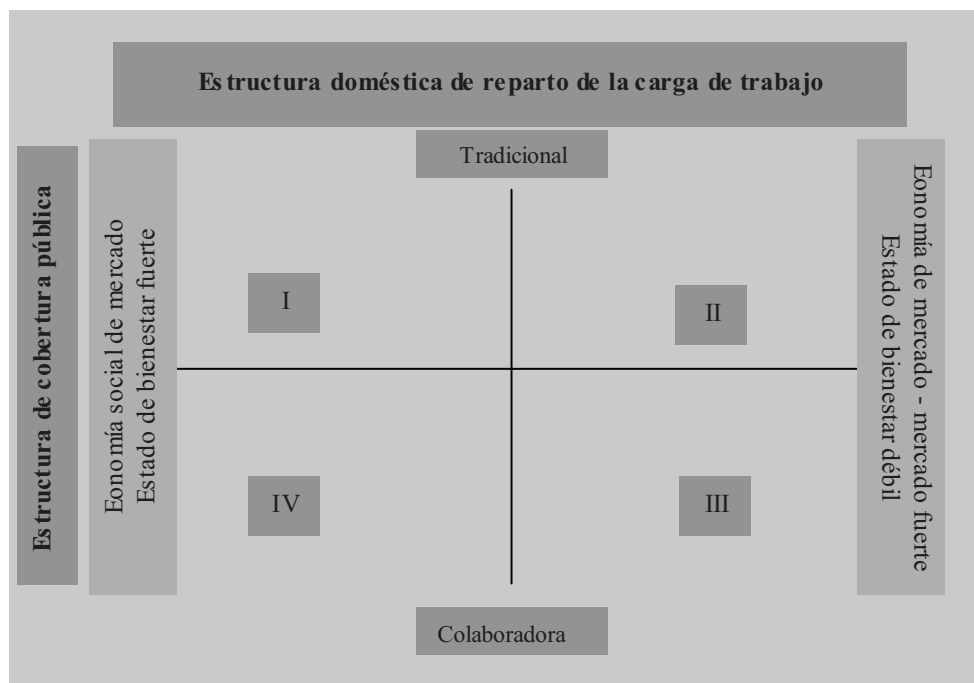 Estructura doméstica de reparto de la carga de trabajo
Tradicional
Estructura de cobertura pública
Eonomía social de mercado
Estado de bienestar fuerte
I
II
Eonomía de mercado - mercado fuerte
Estado de bienestar débil
IV
III
Colaboradora